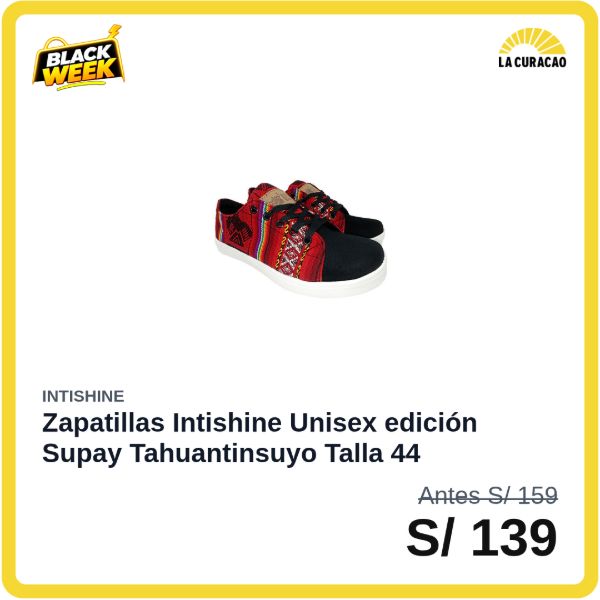 BLACK
WEEK
LA CURACAO
INTISHINE
Zapatillas Intishine Unisex edición
Supay Tahuantinsuyo Talla 44
Antes S/ 159
S/ 139